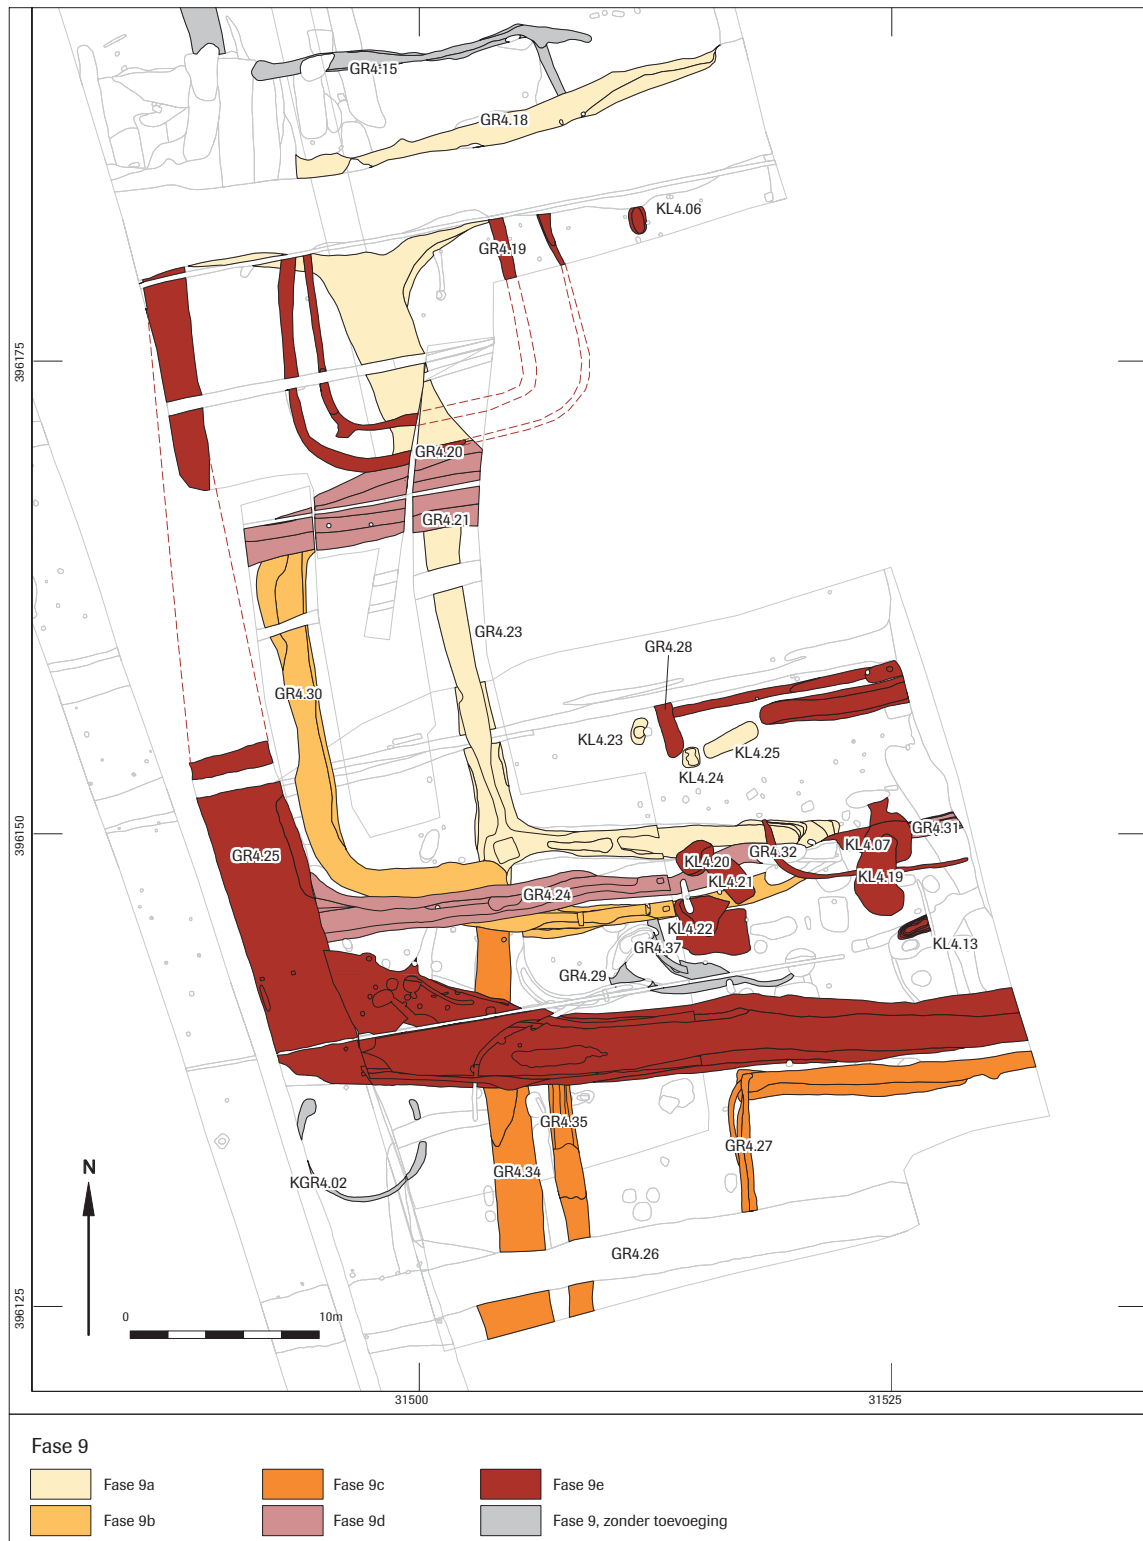 GR4.15
GR4.18
KL4.06
GR4.19
396175
GR4.20
GR4.21
GR4.23
GR4.28
GR4.30
KL4.23
KL4.25
KL4.24
396150
GR4.31
GR4.25
GR4.32
KL4.07
KL4.20
KL4.19
KL4.21
GR4.24
KL4.22
KL4.13
GR4.37
GR4.29
GR4.35
GR4.27
N
GR4.34
KGR4.02
GR4.26
396125
0 10m
31500 31525
Fase 9
Fase 9a Fase 9c Fase 9e
Fase 9b Fase 9d Fase 9, zonder toevoeging